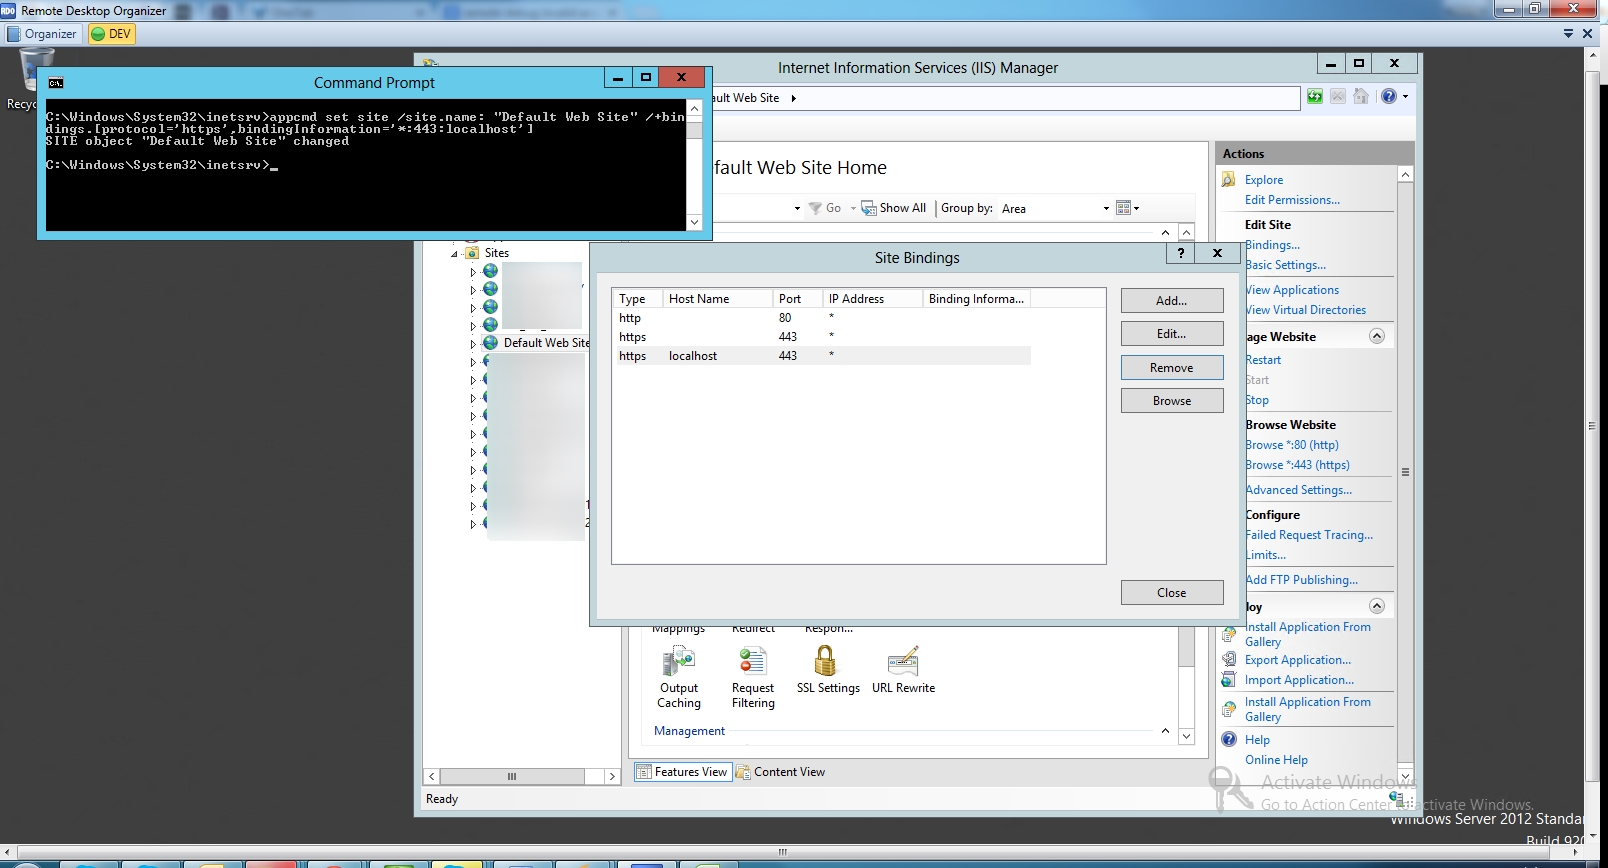 Remote Desktop Organizer
Organizer
DEV
Command Prompt
C:\Windows\System32\inetsrv>appcmd set site /site.name: "Default Web Site" /+bin
dings.[protocol='https',bindingInformation='*:443:localhost']
SITE object "Default Web Site" changed
C:\Windows\System32\inetsrv>_
Internet Information Services (IIS) Manager
ault Web Site
fault Web Site Home
Go
Show All
Group by:
Area
Sites
Default Web Site
1
2
Site Bindings
Type Host Name Port IP Address Binding Informa...
http 80 *
https 443 *
https localhost 443 *
Add...
Edit...
Remove
Browse
Close
Mappings
Redirect
Respon...
Output
Caching
Request
Filtering
SSL Settings
URL Rewrite
Management
Features View
Content View
Ready
Actions
Explore
Edit Permissions...
Edit Site
Bindings...
Basic Settings...
View Applications
View Virtual Directories
age Website
Restart
Start
Stop
Browse Website
Browse *:80 (http)
Browse *:443 (https)
Advanced Settings...
Configure
Failed Request Tracing...
Limits...
Add FTP Publishing...
loy
Install Application From
Gallery
Export Application...
Import Application...
Install Application From
Gallery
Help
Online Help
Activate Windows
Go to Action Center to activate Windows.
Windows Server 2012 Standar
Build 920